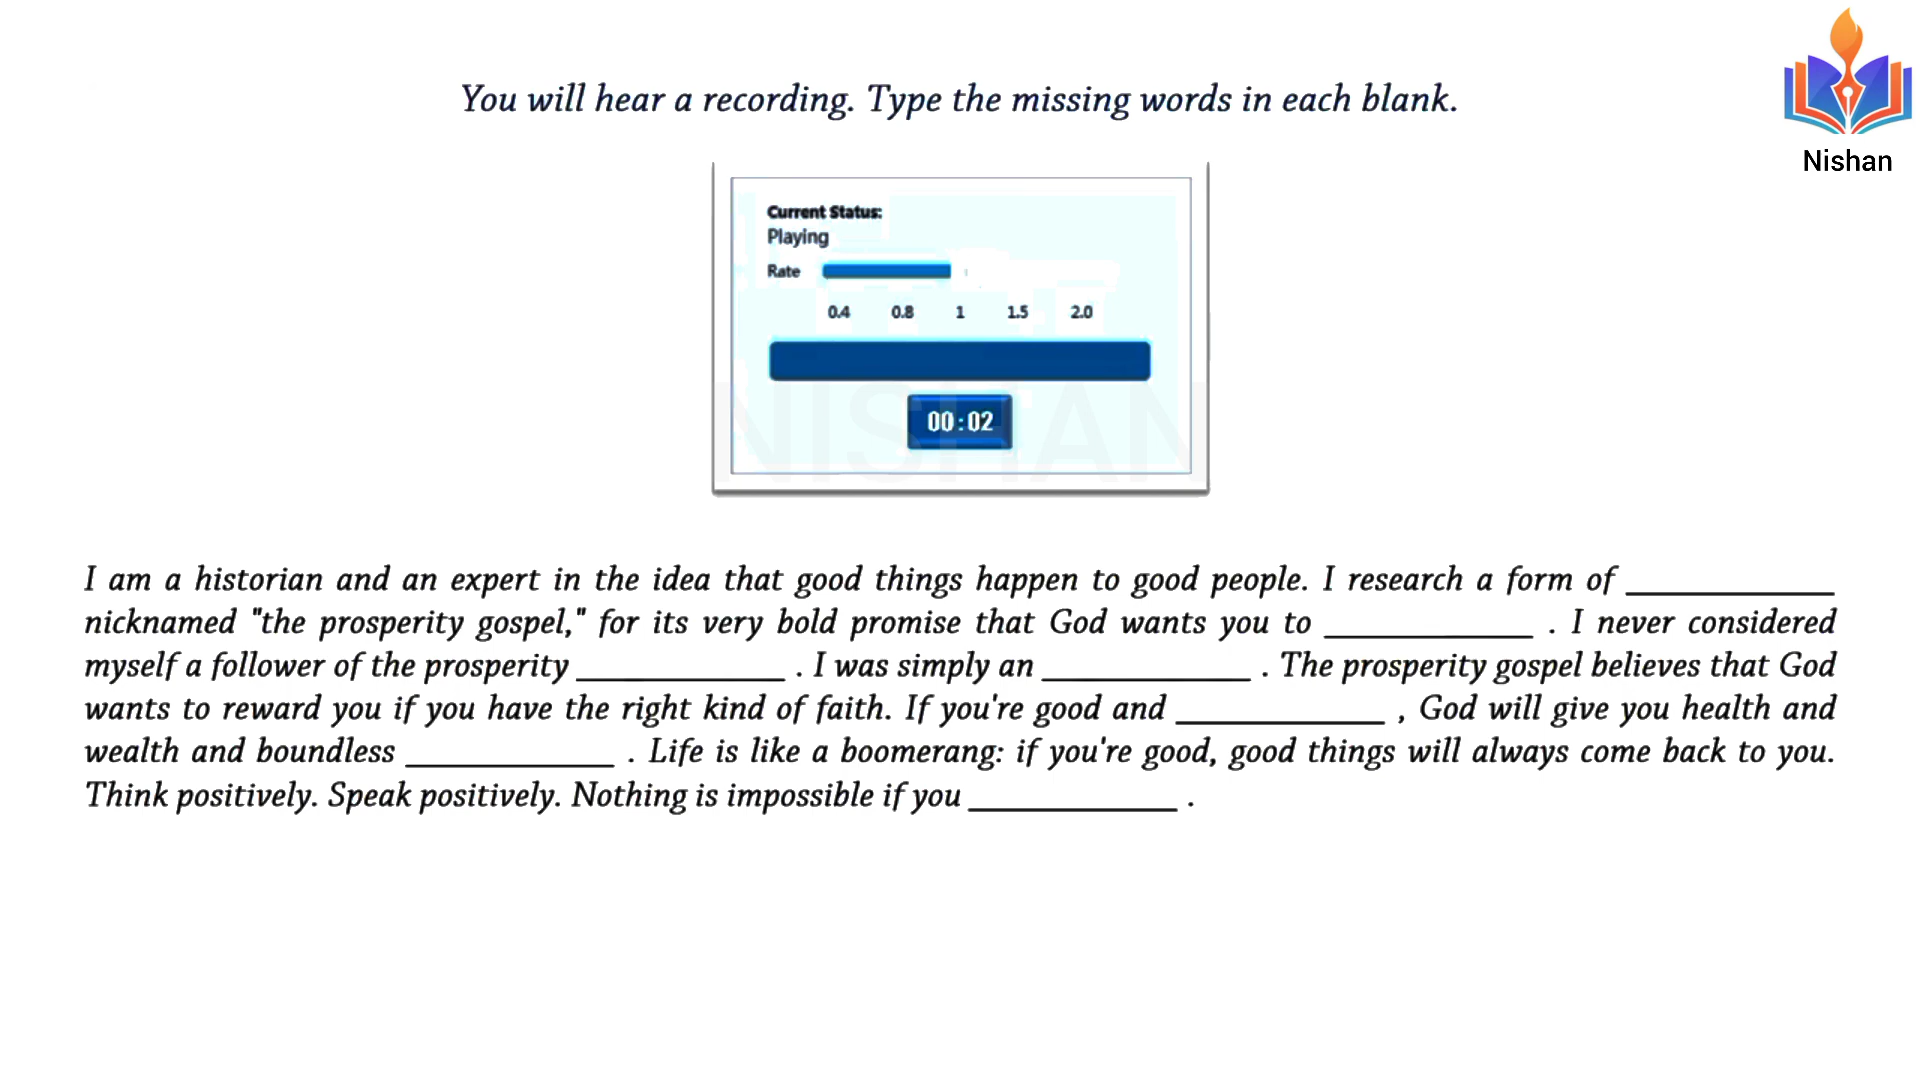 You will hear a recording. Type the missing words in each blank.
Nishan
Current Status:
Playing
Rate
0.4 0.8 1 1.5 2.0
00:02
NISHAN
I am a historian and an expert in the idea that good things happen to good people. I research a form of ____________
nicknamed "the prosperity gospel," for its very bold promise that God wants you to ____________ . I never considered
myself a follower of the prosperity ____________ . I was simply an ____________ . The prosperity gospel believes that God
wants to reward you if you have the right kind of faith. If you're good and ____________ , God will give you health and
wealth and boundless ____________ . Life is like a boomerang: if you're good, good things will always come back to you.
Think positively. Speak positively. Nothing is impossible if you ____________ .